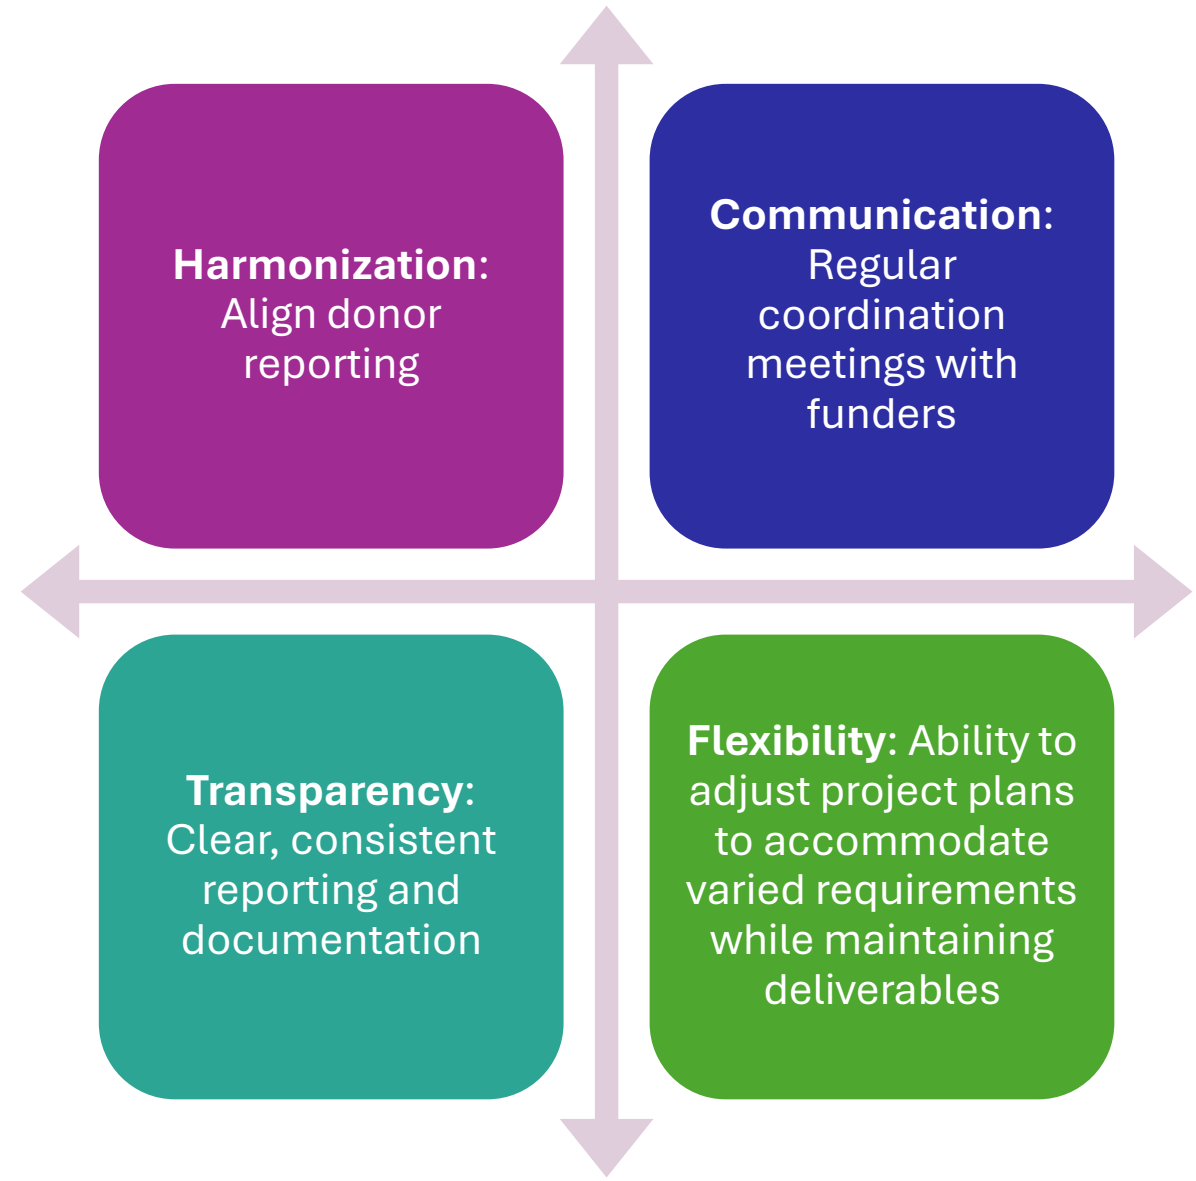 Harmonization:
Align donor
reporting
Communication:
Regular
coordination
meetings with
funders
Transparency:
Clear, consistent
reporting and
documentation
Flexibility: Ability to
adjust project plans
to accommodate
varied requirements
while maintaining
deliverables